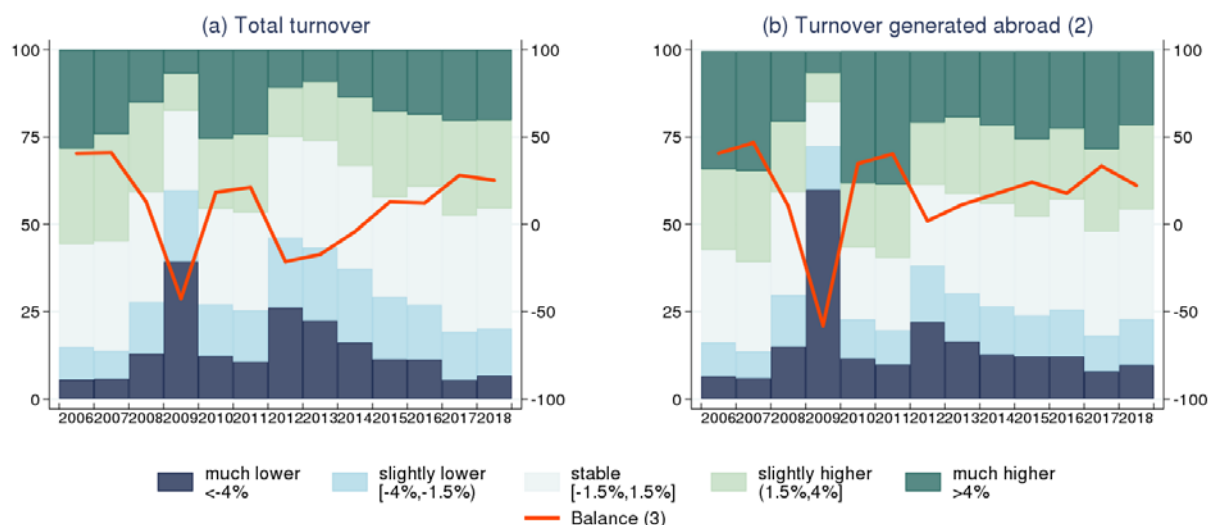 (a) Total turnover
(b) Turnover generated abroad (2)
100
75
50
25
0
100
50
0
-50
-100
2006 2007 2008 2009 2010 2011 2012 2013 2014 2015 2016 2017 2018
100
75
50
25
0
100
50
0
-50
-100
2006 2007 2008 2009 2010 2011 2012 2013 2014 2015 2016 2017 2018
much lower
<-4%
slightly lower
[-4%,-1.5%)
stable
[-1.5%,1.5%]
slightly higher
(1.5%,4%]
much higher
>4%
Balance (3)